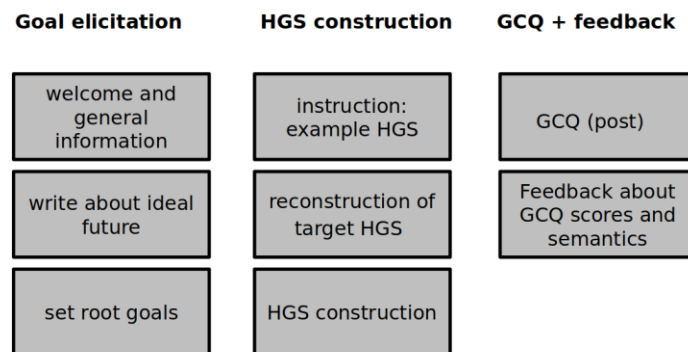 Goal elicitation
welcome and
general
information
write about ideal
future
set root goals
HGS construction
instruction:
example HGS
reconstruction of
target HGS
HGS construction
GCQ + feedback
GCQ (post)
Feedback about
GCQ scores and
semantics